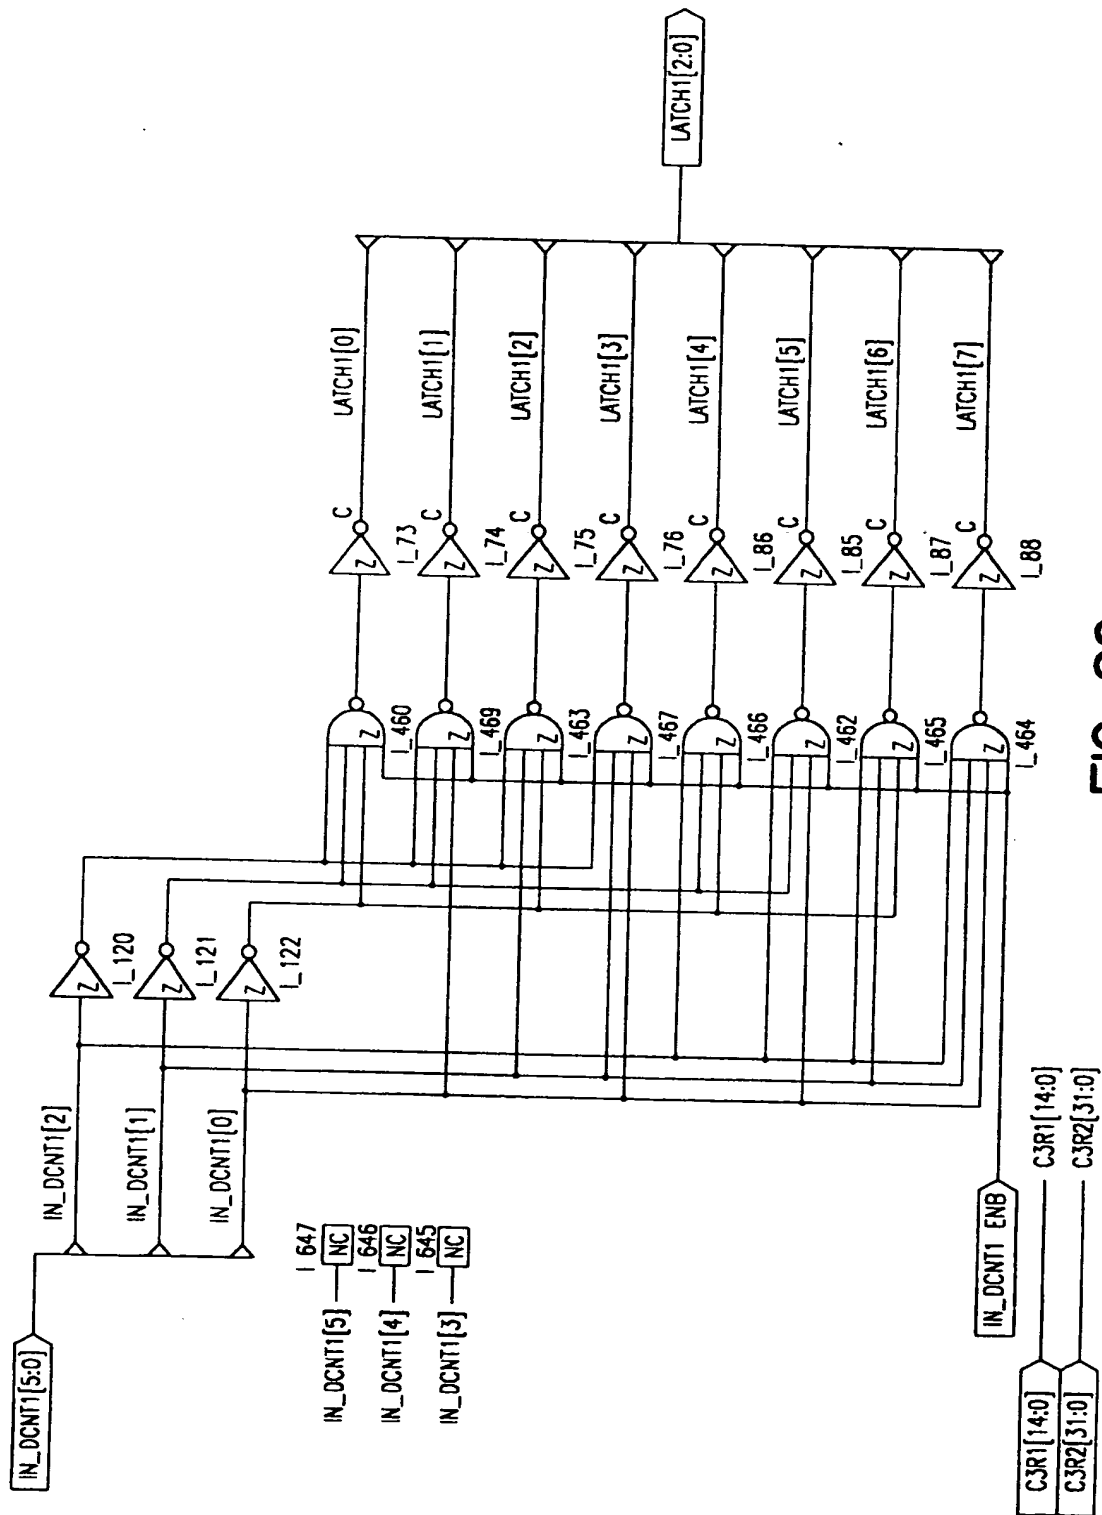 IN_DCNT1[5:0]
IN_DCNT1[2]
IN_DCNT1[1]
IN_DCNT1[0]
I_647
IN_DCNT1[5] NC
I_646
IN_DCNT1[4] NC
I_645
IN_DCNT1[3] NC
Z
I_120
Z
I_121
Z
I_122
Z
I_460
Z
I_469
Z
I_463
Z
I_467
Z
I_466
Z
I_462
Z
I_465
Z
I_464
Z C
I_73
Z C
I_74
Z C
I_75
Z C
I_76
Z C
I_86
Z C
I_85
Z C
I_87
Z C
I_88
LATCH1[0]
LATCH1[1]
LATCH1[2]
LATCH1[3]
LATCH1[4]
LATCH1[5]
LATCH1[6]
LATCH1[7]
LATCH1[2:0]
IN_DCNT1 ENB
C3R1[14:0] C3R1[14:0]
C3R2[31:0] C3R2[31:0]